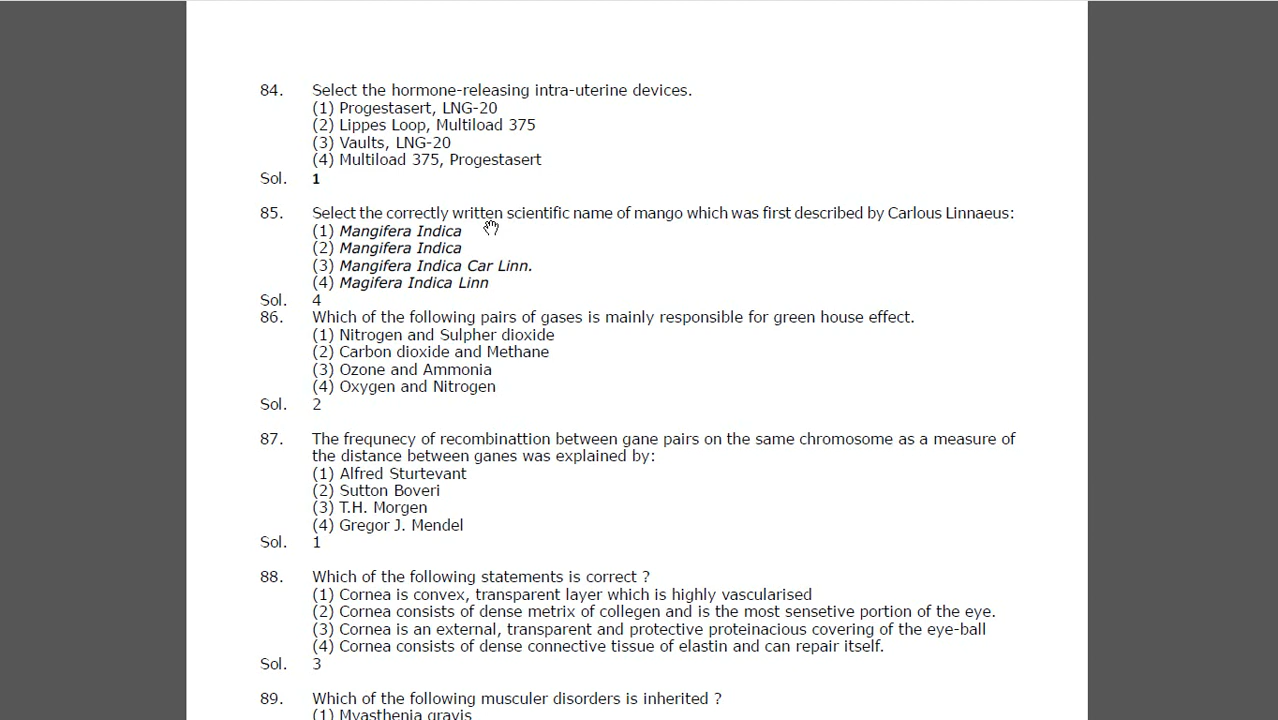 84. Select the hormone-releasing intra-uterine devices.
(1) Progestasert, LNG-20
(2) Lippes Loop, Multiload 375
(3) Vaults, LNG-20
(4) Multiload 375, Progestasert
Sol. 1
85. Select the correctly written scientific name of mango which was first described by Carlous Linnaeus:
(1) Mangifera Indica
(2) Mangifera Indica
(3) Mangifera Indica Car Linn.
(4) Magifera Indica Linn
Sol. 4
86. Which of the following pairs of gases is mainly responsible for green house effect.
(1) Nitrogen and Sulpher dioxide
(2) Carbon dioxide and Methane
(3) Ozone and Ammonia
(4) Oxygen and Nitrogen
Sol. 2
87. The frequnecy of recombinattion between gane pairs on the same chromosome as a measure of
the distance between ganes was explained by:
(1) Alfred Sturtevant
(2) Sutton Boveri
(3) T.H. Morgen
(4) Gregor J. Mendel
Sol. 1
88. Which of the following statements is correct ?
(1) Cornea is convex, transparent layer which is highly vascularised
(2) Cornea consists of dense metrix of collegen and is the most sensetive portion of the eye.
(3) Cornea is an external, transparent and protective proteinacious covering of the eye-ball
(4) Cornea consists of dense connective tissue of elastin and can repair itself.
Sol. 3
89. Which of the following musculer disorders is inherited ?
(1) Myasthenia gravis